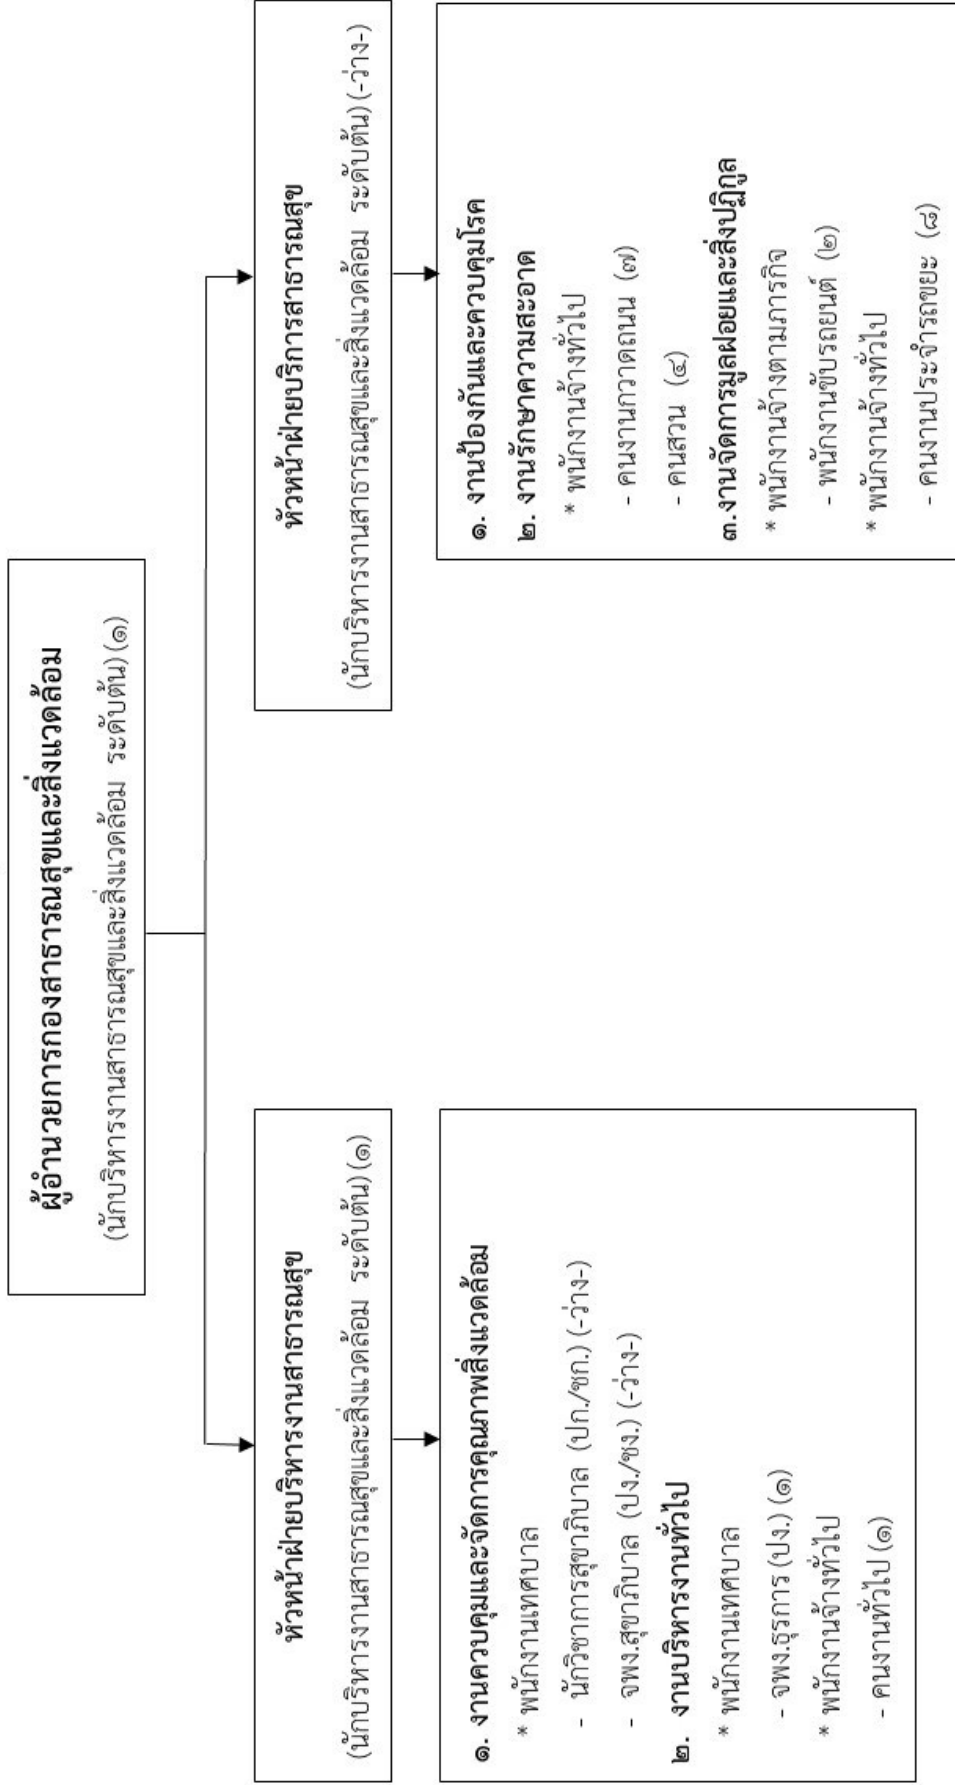 ผู้อำนวยการกองสาธารณสุขและสิ่งแวดล้อม
(นักบริหารงานสาธารณสุขและสิ่งแวดล้อม ระดับต้น) (๑)
หัวหน้าฝ่ายบริหารงานสาธารณสุข
(นักบริหารงานสาธารณสุขและสิ่งแวดล้อม ระดับต้น) (๑)
๑. งานควบคุมและจัดการคุณภาพสิ่งแวดล้อม
* พนักงานเทศบาล
- นักวิชาการสุขาภิบาล (ปก./ชก.) (-ว่าง-)
- จพง.สุขาภิบาล (ปง./ชง.) (-ว่าง-)
๒. งานบริหารงานทั่วไป
* พนักงานเทศบาล
- จพง.ธุรการ (ปง.) (๑)
* พนักงานจ้างทั่วไป
- คนงานทั่วไป (๑)
หัวหน้าฝ่ายบริการสาธารณสุข
(นักบริหารงานสาธารณสุขและสิ่งแวดล้อม ระดับต้น) (-ว่าง-)
๑. งานป้องกันและควบคุมโรค
๒. งานรักษาความสะอาด
* พนักงานจ้างทั่วไป
- คนงานกวาดถนน (๗)
- คนสวน (๔)
๓.งานจัดการมูลฝอยและสิ่งปฏิกูล
* พนักงานจ้างตามภารกิจ
- พนักงานขับรถยนต์ (๒)
* พนักงานจ้างทั่วไป
- คนงานประจำรถขยะ (๘)